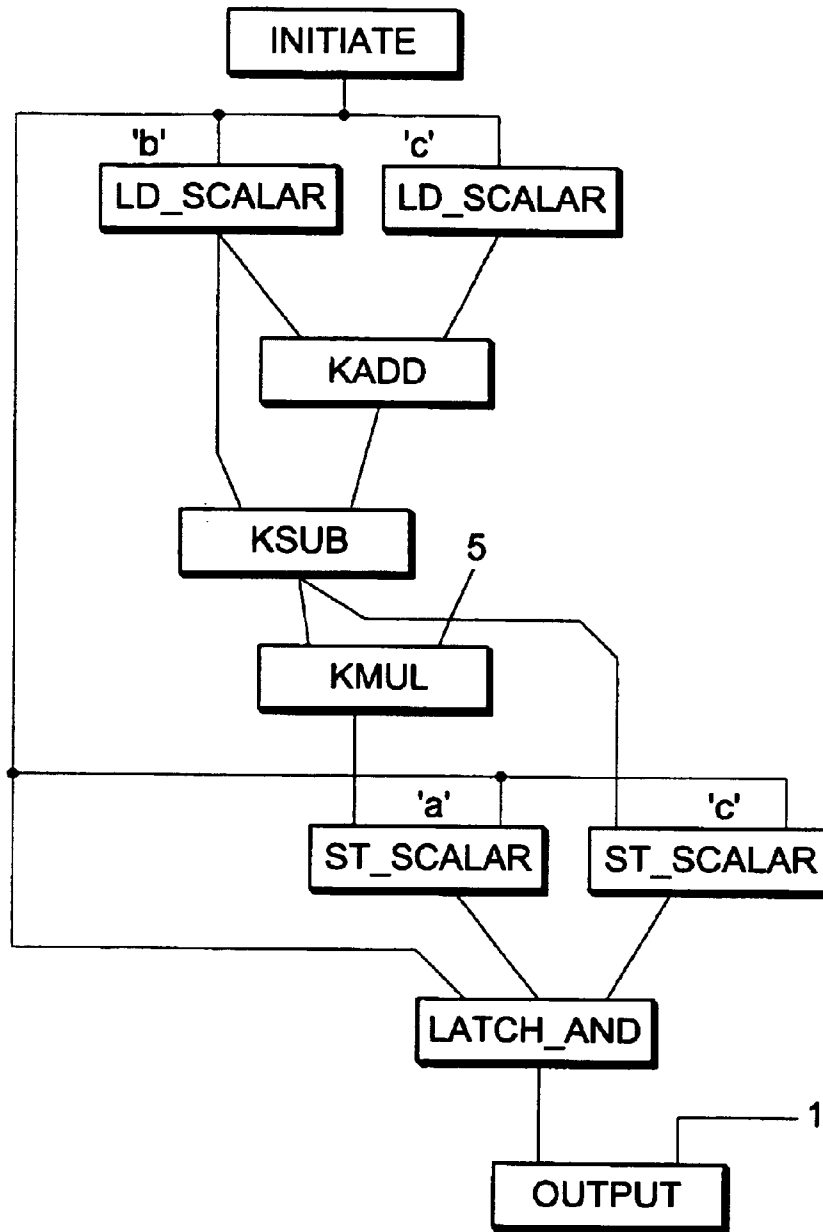 INITIATE
'b' 'c'
LD_SCALAR LD_SCALAR
KADD
KSUB
5
KMUL
'a' 'c'
ST_SCALAR ST_SCALAR
LATCH_AND
1
OUTPUT